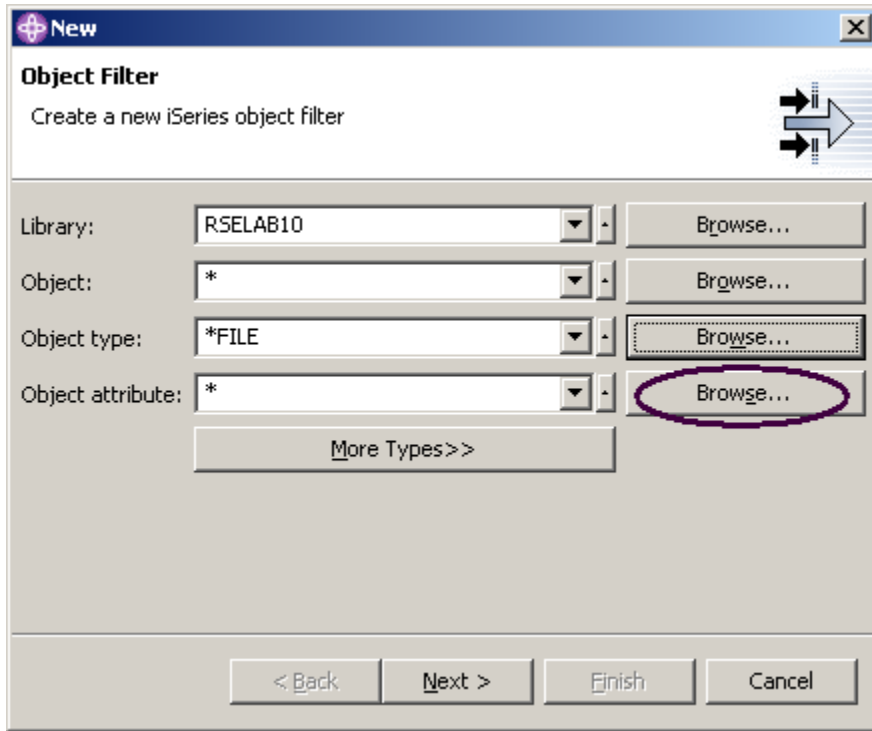 New
Object Filter
Create a new iSeries object filter
Library: RSELAB10 Browse...
Object: * Browse...
Object type: *FILE Browse...
Object attribute: * Browse...
More Types>>
< Back Next > Finish Cancel